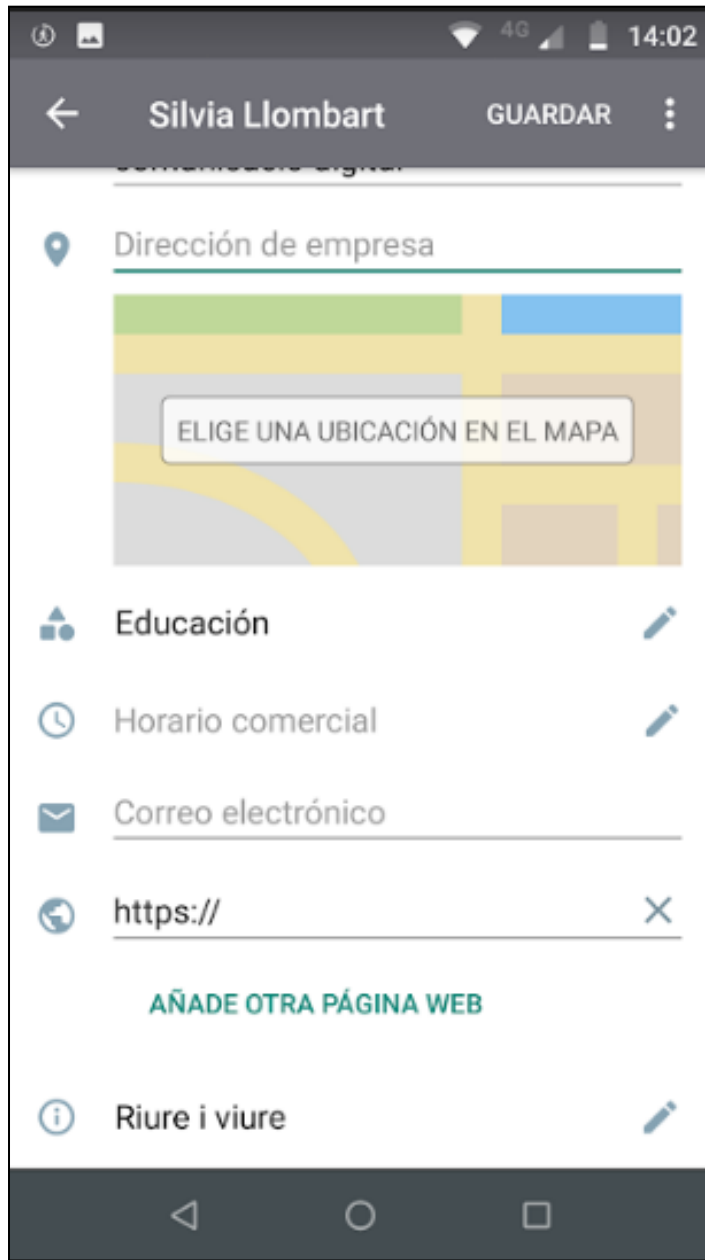 4G 14:02
Silvia Llombart GUARDAR
Dirección de empresa
ELIGE UNA UBICACIÓN EN EL MAPA
Educación
Horario comercial
Correo electrónico
https://
AÑADE OTRA PÁGINA WEB
Riure i viure